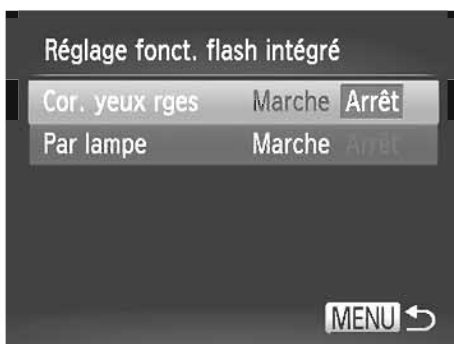 Réglage fonct. flash intégré
Cor. yeux rges Marche Arrêt
Par lampe Marche Arrêt
MENU